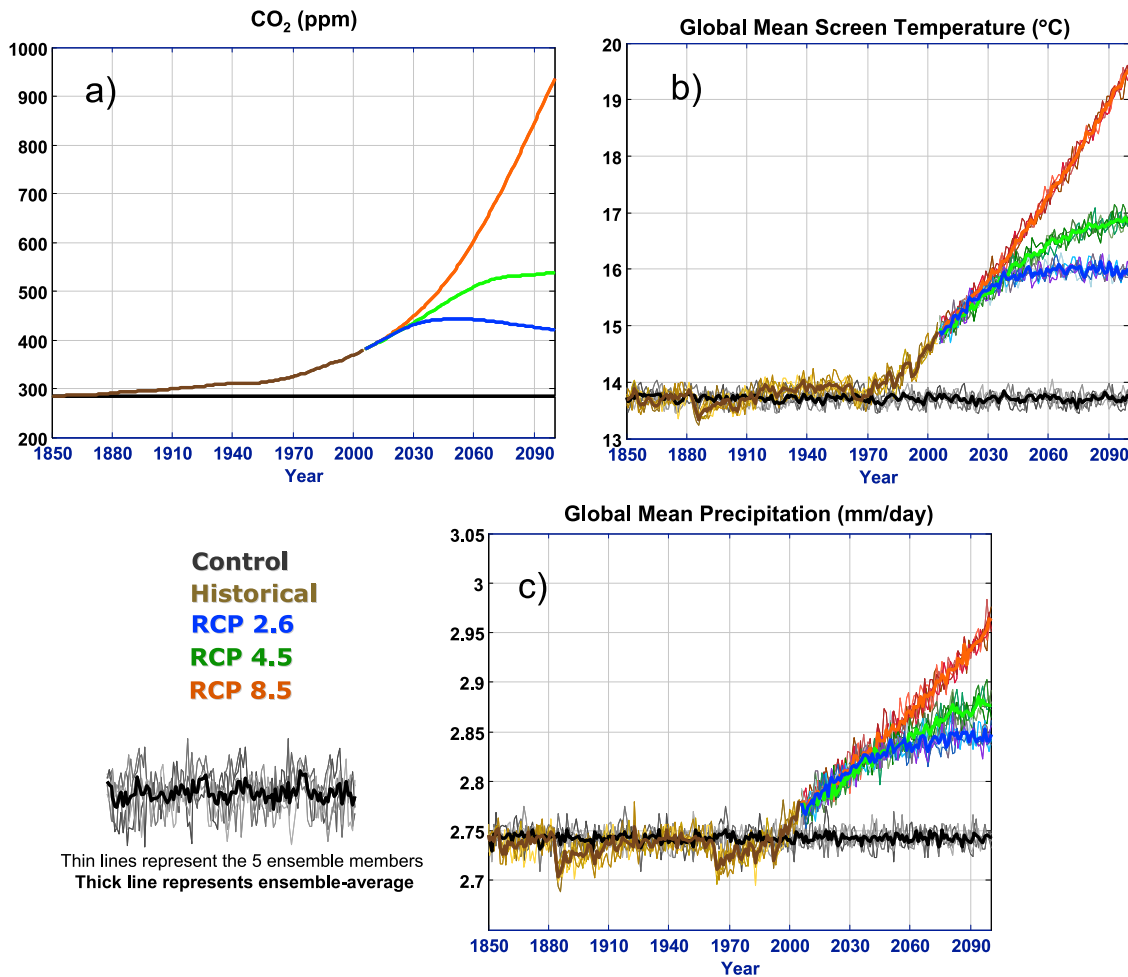 CO₂ (ppm)
a)
1000
900
800
700
600
500
400
300
200
1850 1880 1910 1940 1970 2000 2030 2060 2090
Year
Global Mean Screen Temperature (°C)
b)
20
19
18
17
16
15
14
13
1850 1880 1910 1940 1970 2000 2030 2060 2090
Year
Control
Historical
RCP 2.6
RCP 4.5
RCP 8.5
Thin lines represent the 5 ensemble members
Thick line represents ensemble-average
Global Mean Precipitation (mm/day)
c)
3.05
3
2.95
2.9
2.85
2.8
2.75
2.7
1850 1880 1910 1940 1970 2000 2030 2060 2090
Year